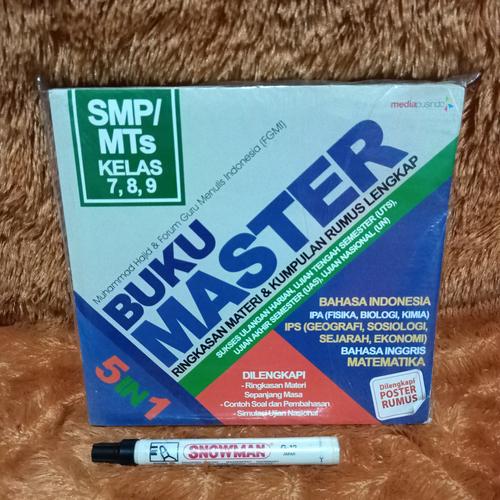 SMP/
MTs
KELAS
7, 8, 9
mediapusindo
Muhammad Hajid & Forum Guru Menulis Indonesia (FGMI)
BUKU
MASTER
RINGKASAN MATERI & KUMPULAN RUMUS LENGKAP
SUKSES ULANGAN HARIAN, UJIAN TENGAH SEMESTER (UTS),
UJIAN AKHIR SEMESTER (UAS), UJIAN NASIONAL (UN)
5 IN 1
BAHASA INDONESIA
IPA (FISIKA, BIOLOGI, KIMIA)
IPS (GEOGRAFI, SOSIOLOGI,
SEJARAH, EKONOMI)
BAHASA INGGRIS
MATEMATIKA
DILENGKAPI
- Ringkasan Materi
Sepanjang Masa
- Contoh Soal dan Pembahasan
- Simulasi Ujian Nasional
Dilengkapi
POSTER
RUMUS
SNOWMAN
G-12
JAPAN